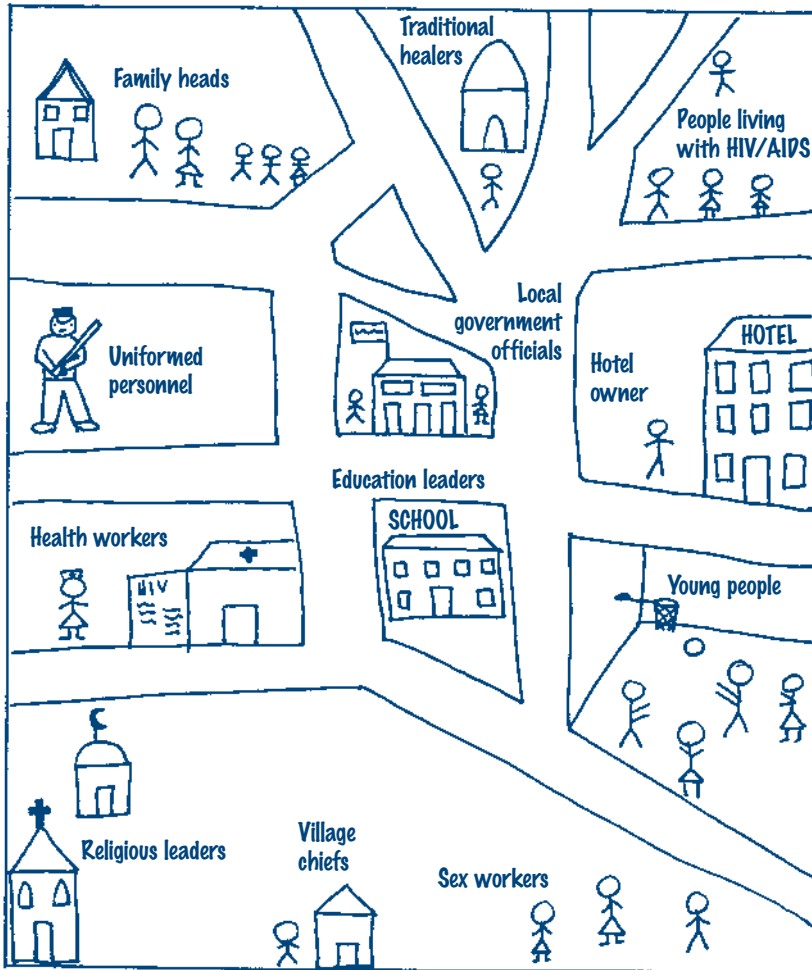 Traditional
healers
Family heads
People living
with HIV/AIDS
Local
government
officials
HOTEL
Uniformed
personnel
Hotel
owner
Education leaders
SCHOOL
Health workers
HIV
Young people
Religious leaders
Village
chiefs
Sex workers